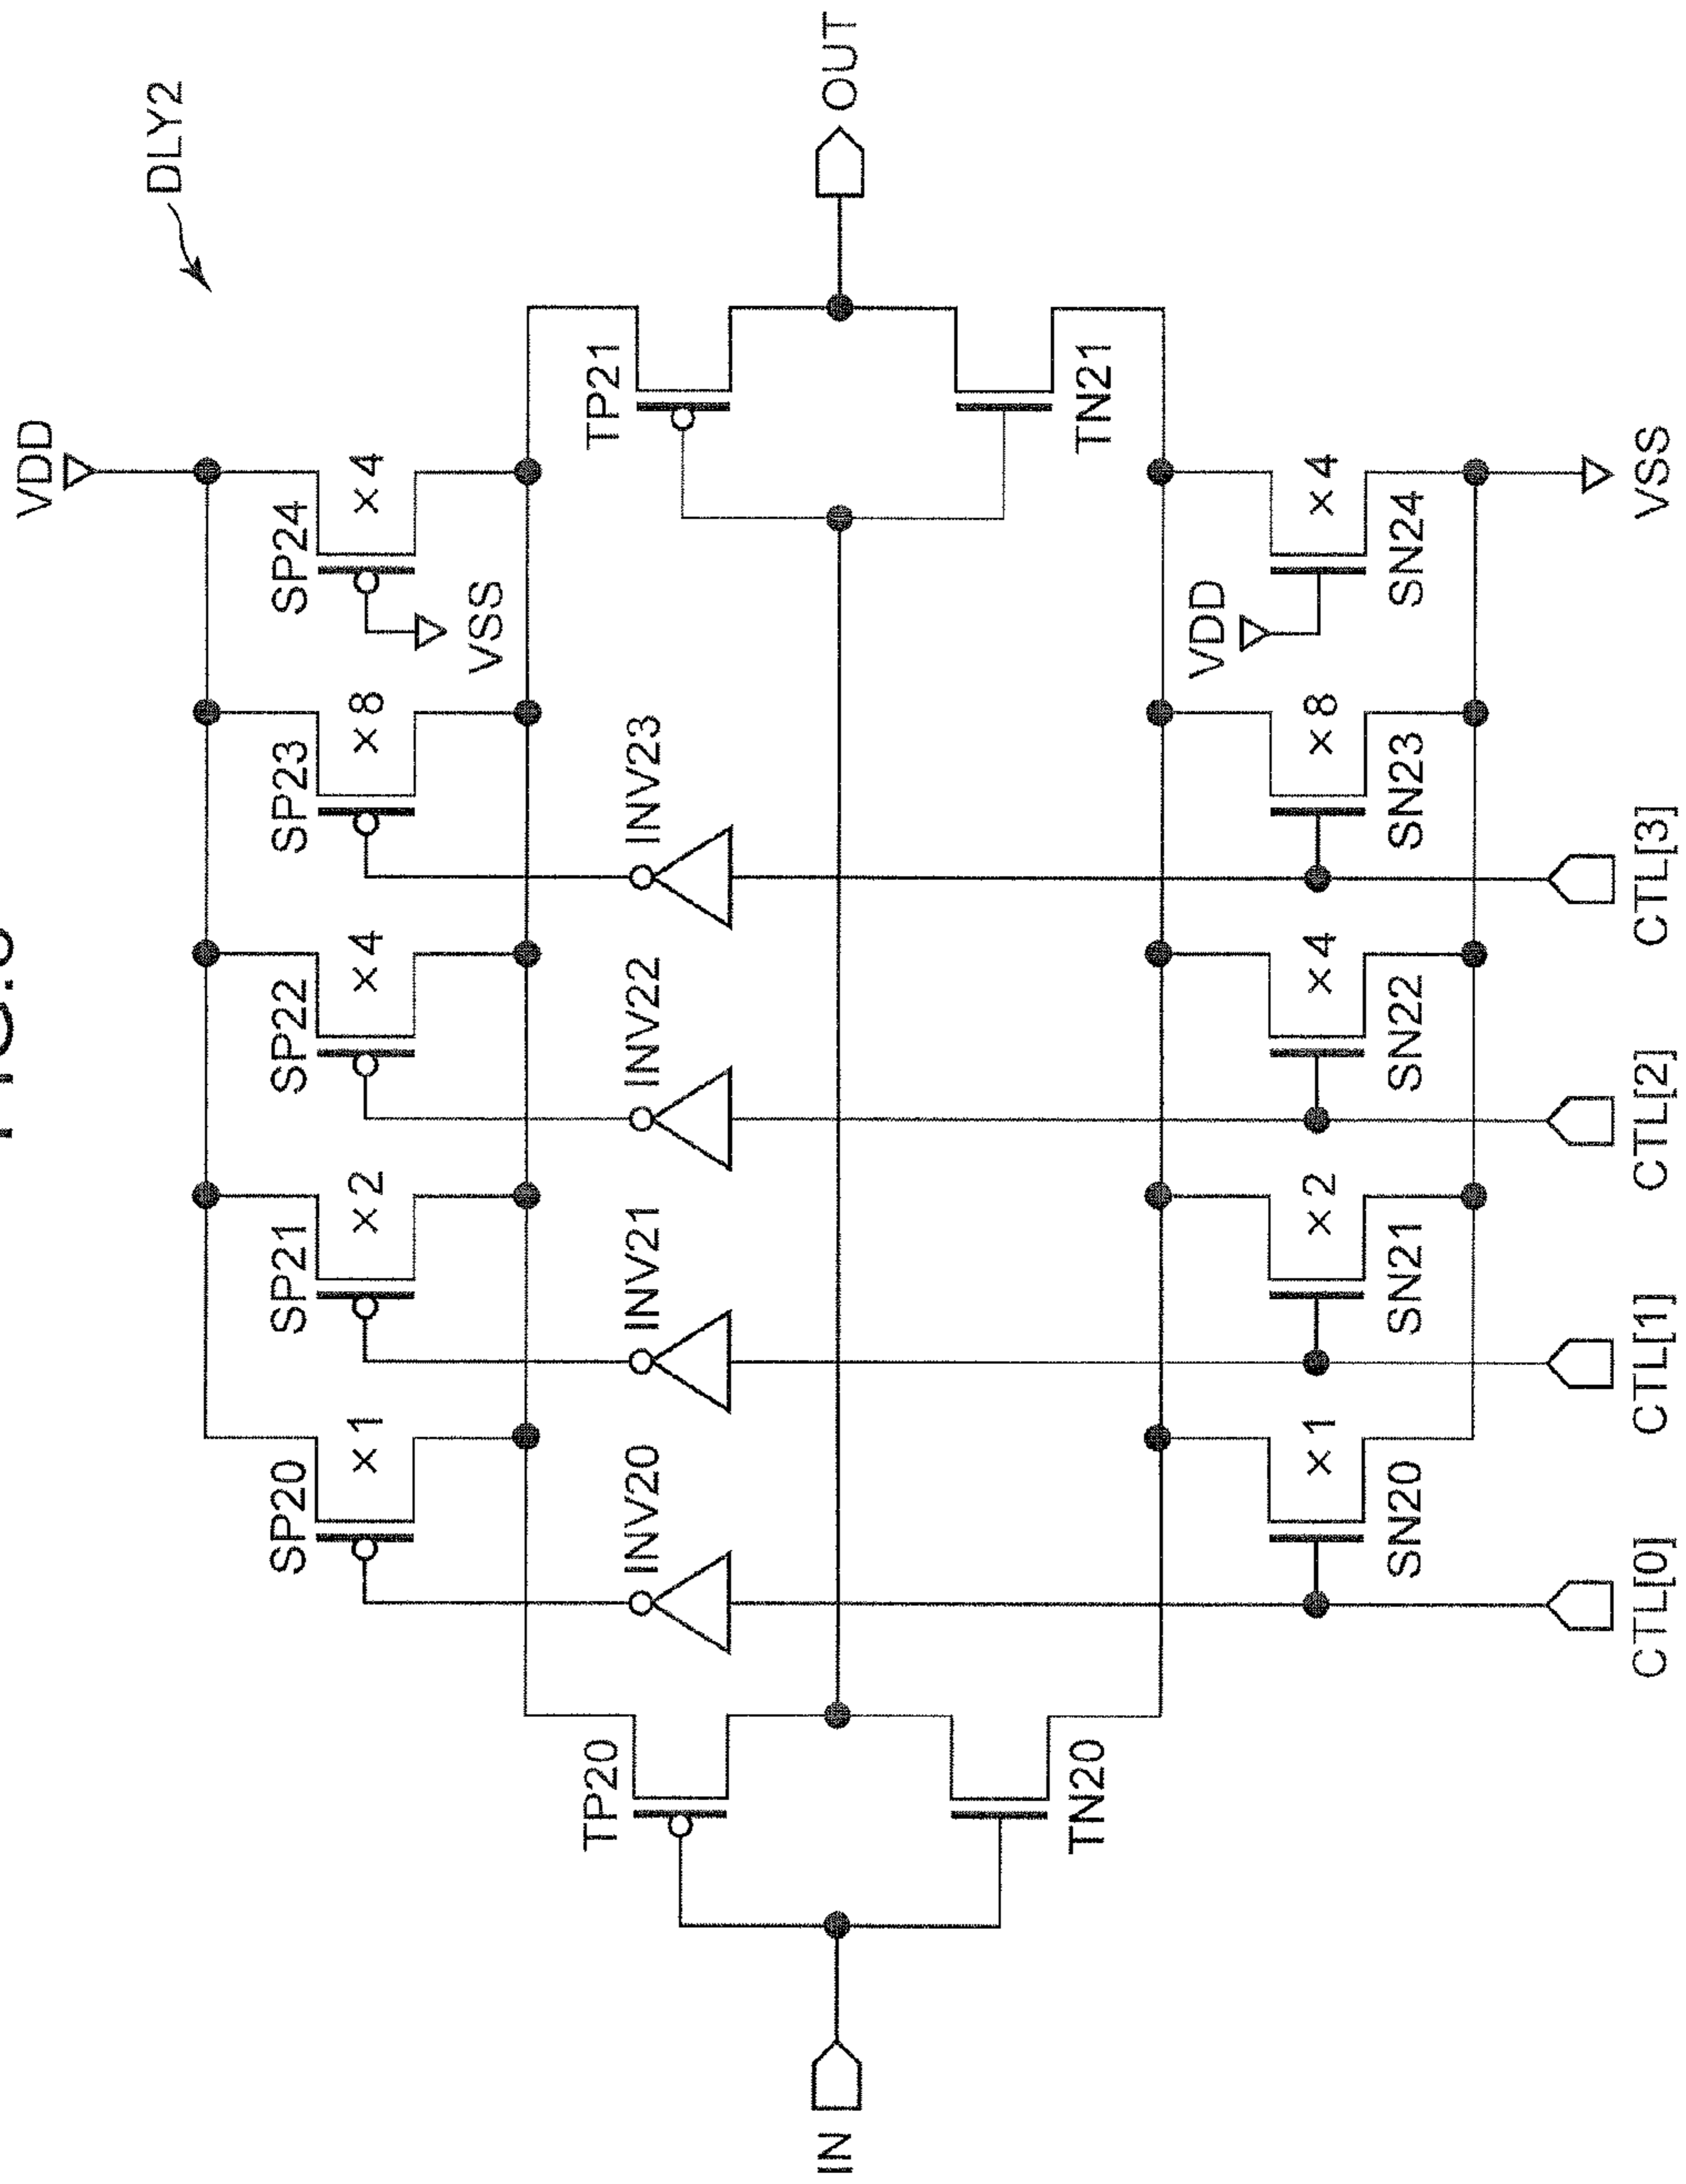 DLY2
VDD
SP20
×1
SP21
×2
SP22
×4
SP23
×8
SP24
×4
VSS
INV20
INV21
INV22
INV23
TP20
TP21
IN
OUT
TN20
TN21
VDD
×1
SN20
×2
SN21
×4
SN22
×8
SN23
×4
SN24
CTL[0]
CTL[1]
CTL[2]
CTL[3]
VSS